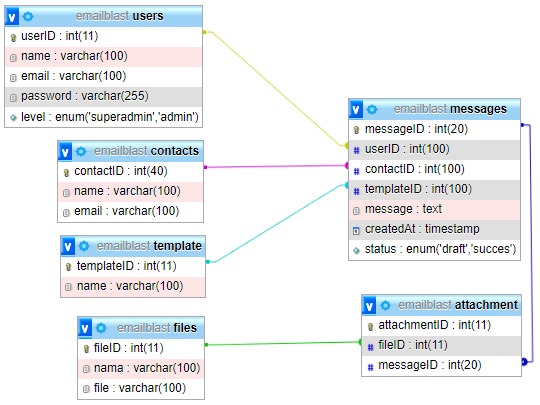 emailblast users
userID : int(11)
name : varchar(100)
email : varchar(100)
password : varchar(255)
level : enum('superadmin','admin')
emailblast contacts
contactID : int(40)
name : varchar(100)
email : varchar(100)
emailblast template
templateID : int(11)
name : varchar(100)
emailblast files
fileID : int(11)
nama : varchar(100)
file : varchar(100)
emailblast messages
messageID : int(20)
userID : int(100)
contactID : int(100)
templateID : int(100)
message : text
createdAt : timestamp
status : enum('draft','succes')
emailblast attachment
attachmentID : int(11)
fileID : int(11)
messageID : int(20)